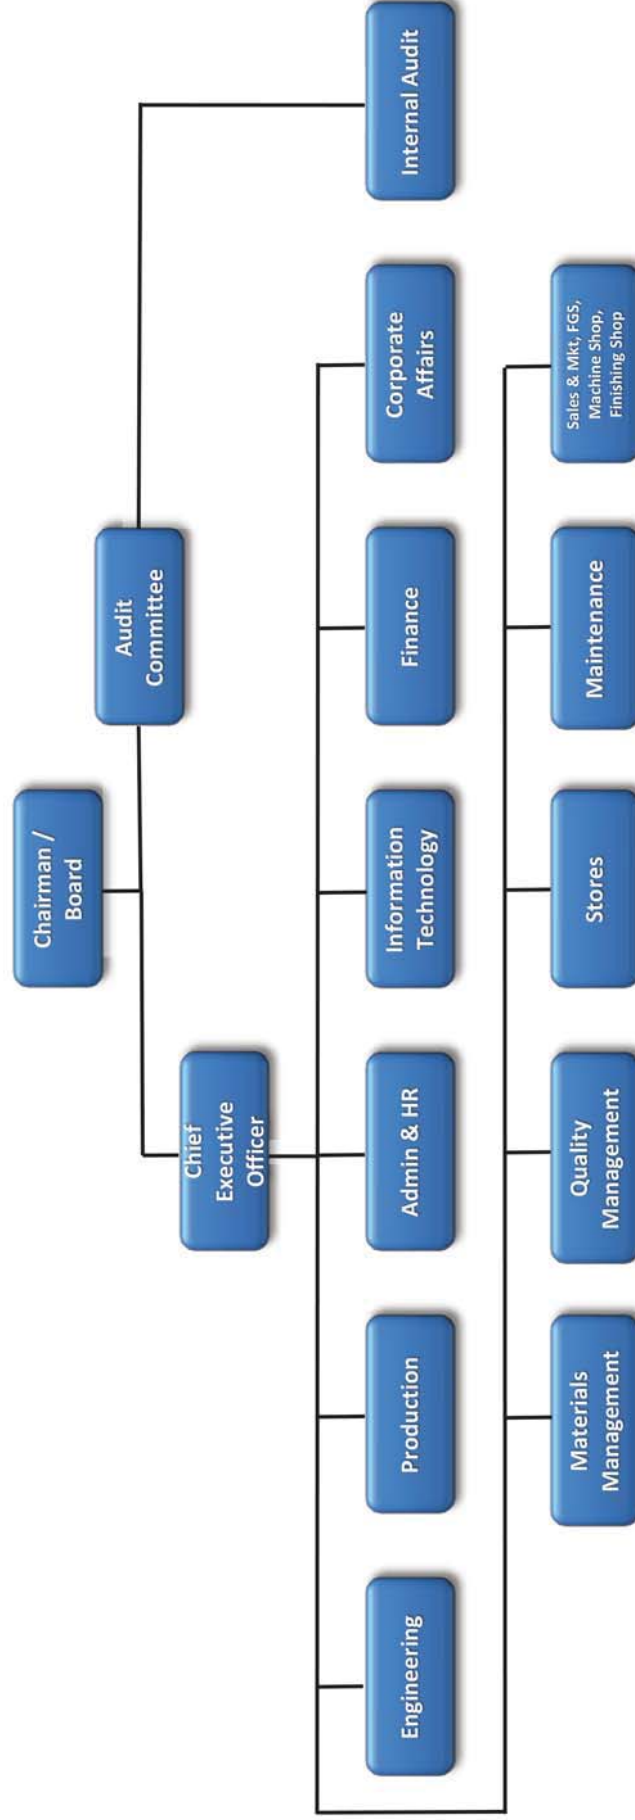 Chairman /
Board
Audit
Committee
Chief
Executive
Officer
Engineering
Production
Admin & HR
Information
Technology
Finance
Corporate
Affairs
Internal Audit
Materials
Management
Quality
Management
Stores
Maintenance
Sales & Mkt, FGS,
Machine Shop,
Finishing Shop